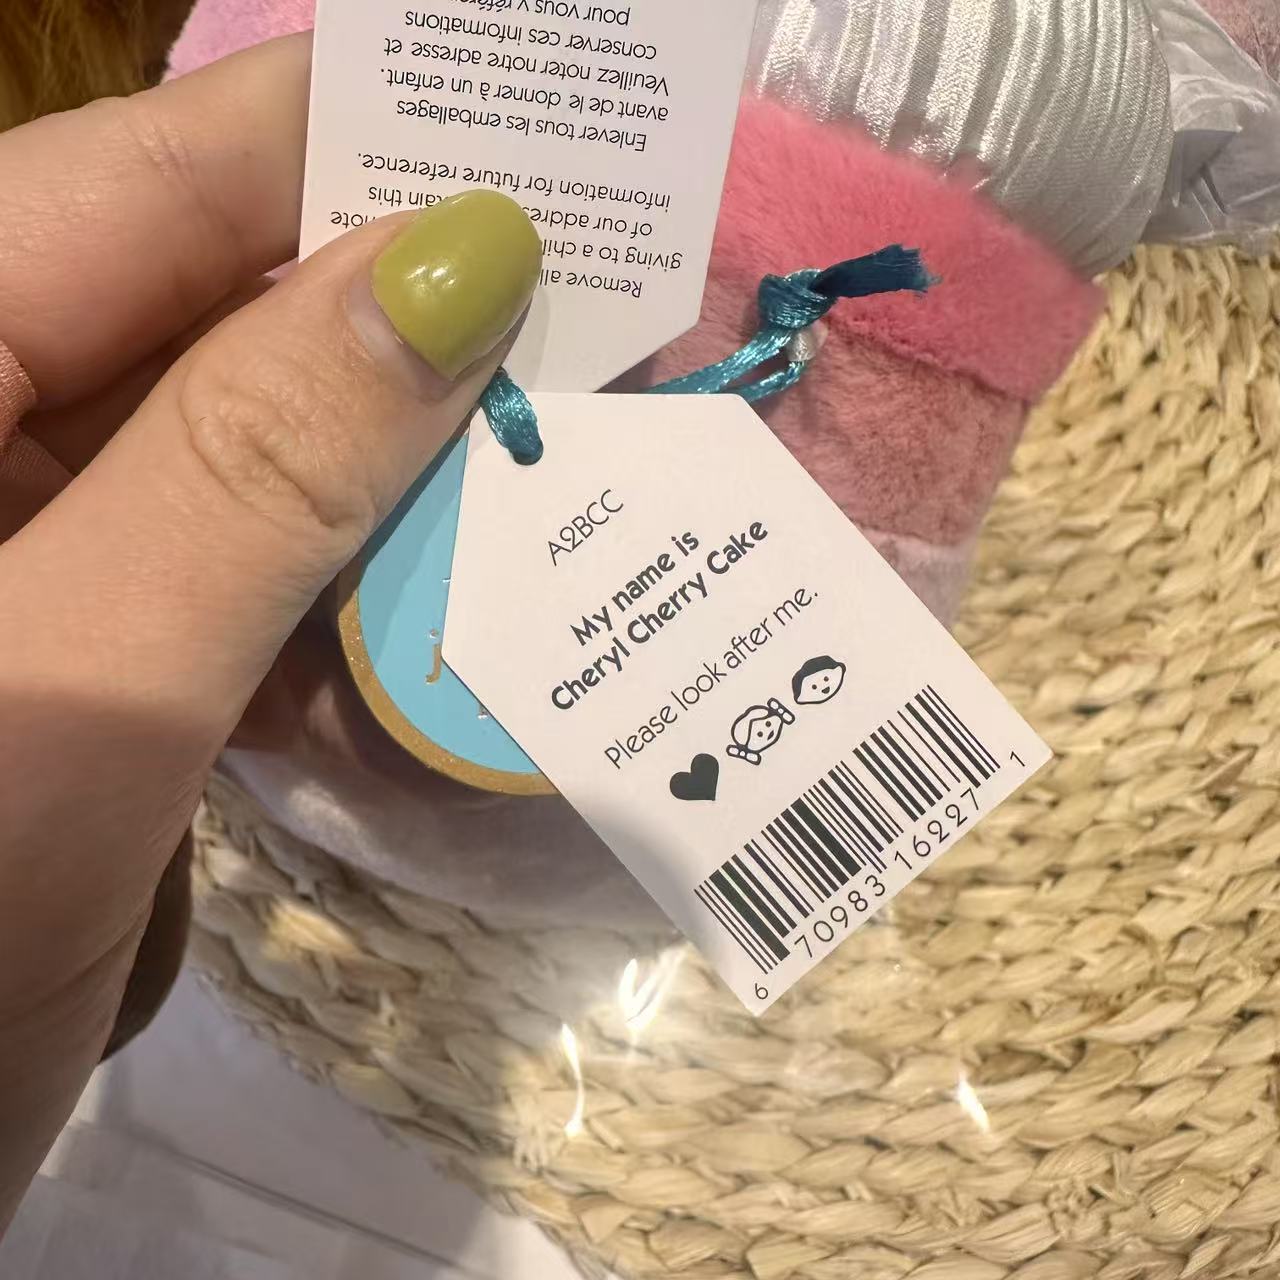 A2BCC
My name is
Cheryl Cherry Cake
Please look after me.
6 70983 16227 1
Remove all
giving to a
of our this
information for future reference.
Enlever tous les emballages
avant de le donner à un enfant.
Veuillez noter notre adresse et
conserver ces informations
pour vous y
j